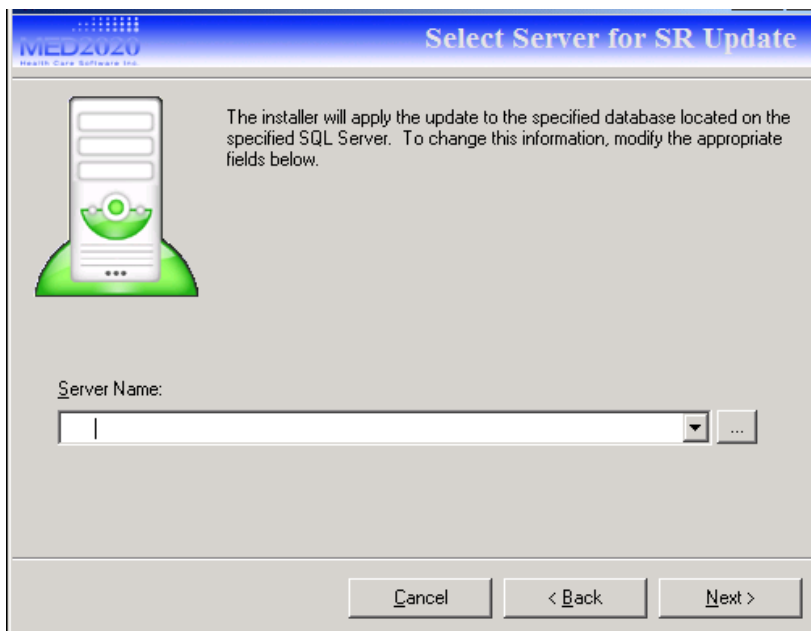 MED2020
Health Care Software Inc.
Select Server for SR Update
The installer will apply the update to the specified database located on the
specified SQL Server.  To change this information, modify the appropriate
fields below.
Server Name:
...
Cancel
< Back
Next >